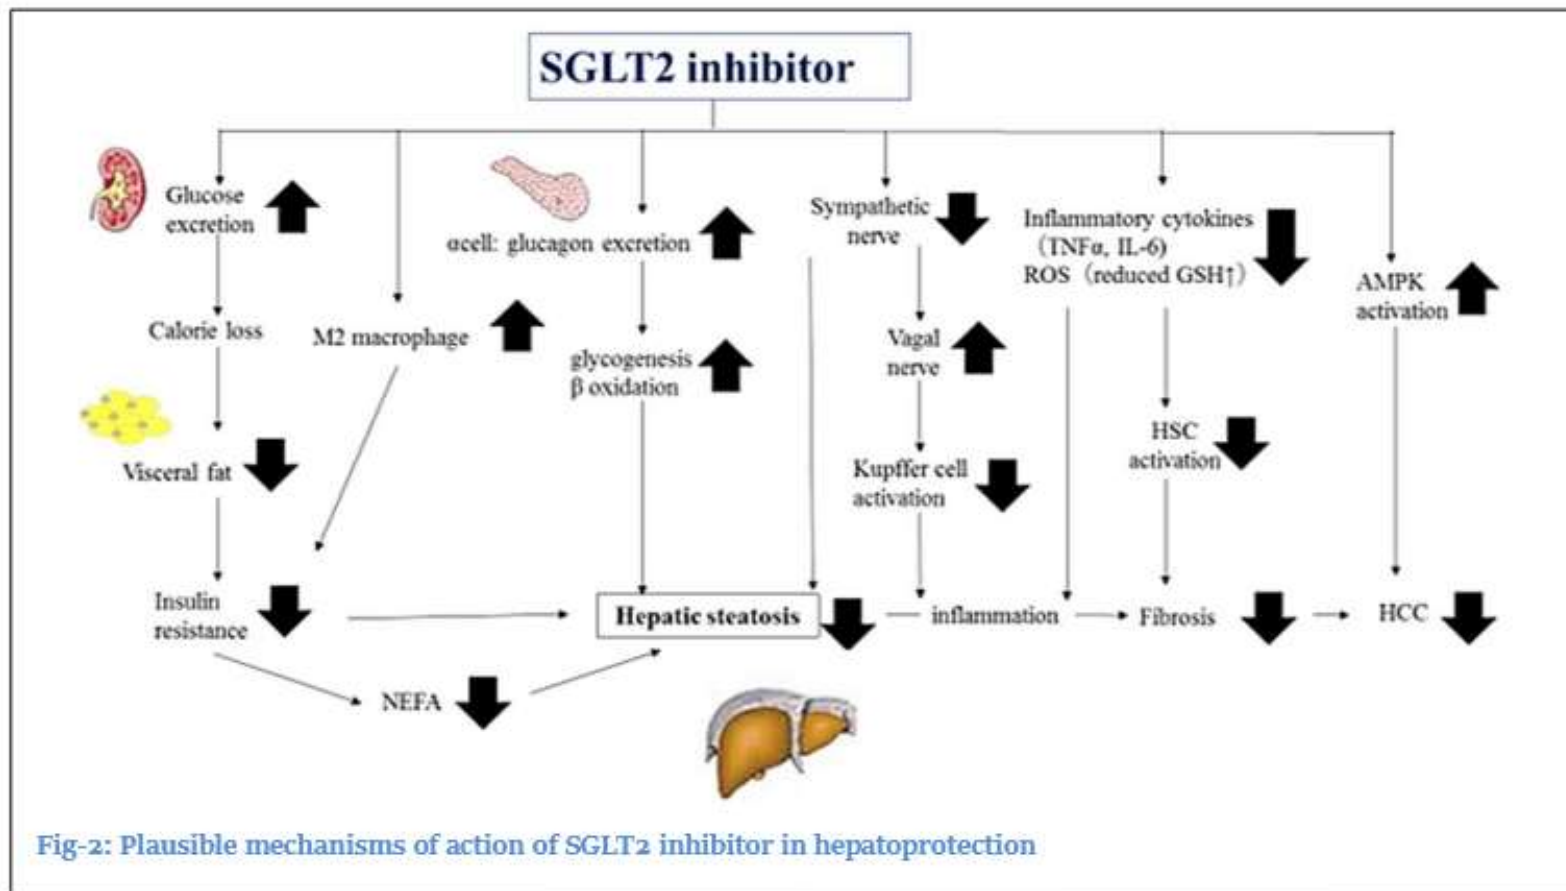 SGLT2 inhibitor
Glucose
excretion
Calorie loss
Visceral fat
Insulin
resistance
NEFA
M2 macrophage
αcell: glucagon excretion
glycogenesis
β oxidation
Hepatic steatosis
Sympathetic
nerve
Vagal
nerve
Kupffer cell
activation
inflammation
Inflammatory cytokines
(TNFα, IL-6)
ROS (reduced GSH↑)
HSC
activation
Fibrosis
AMPK
activation
HCC
Fig-2: Plausible mechanisms of action of SGLT2 inhibitor in hepatoprotection